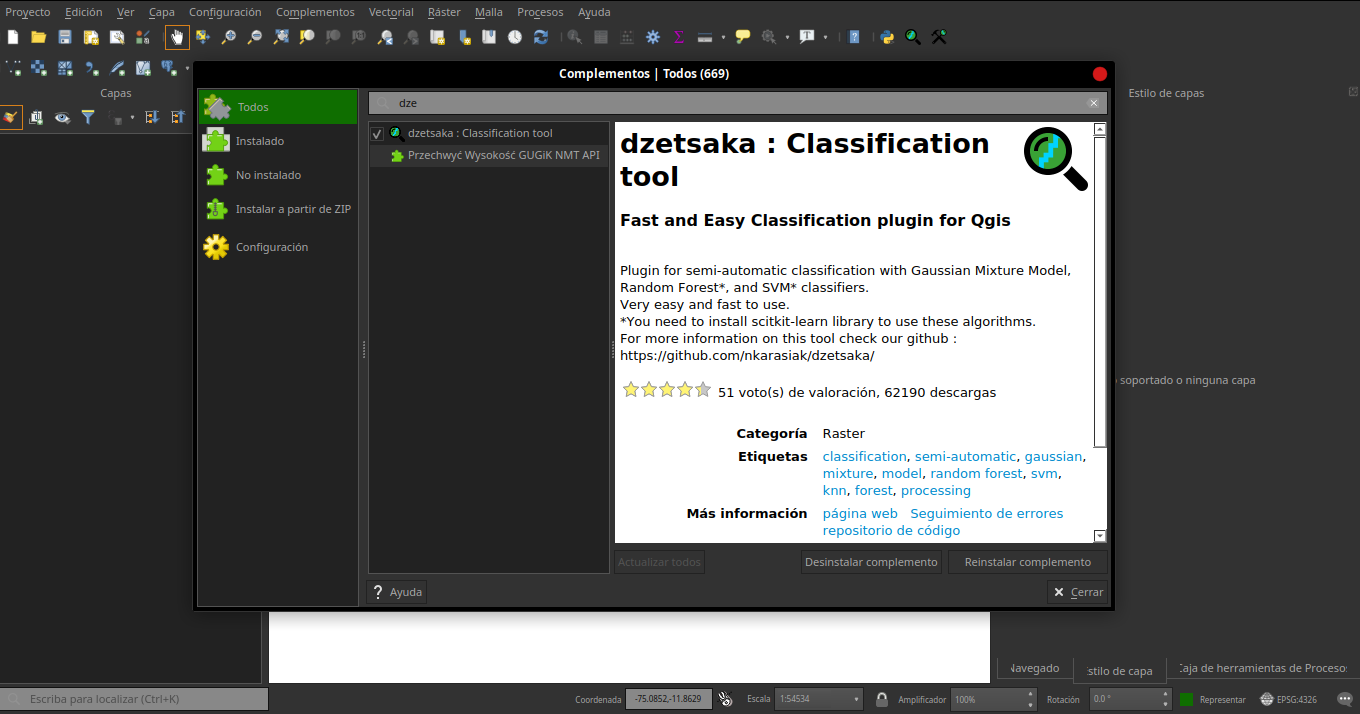 Proyecto Edición Ver Capa Configuración Complementos Vectorial Ráster Malla Procesos Ayuda
Complementos | Todos (669)
Capas
Estilo de capas
Todos
Instalado
No instalado
Instalar a partir de ZIP
Configuración
dze
dzetsaka : Classification tool
Przechwyć Wysokość GUGiK NMT API
dzetsaka : Classification
tool
Fast and Easy Classification plugin for Qgis
Plugin for semi-automatic classification with Gaussian Mixture Model,
Random Forest*, and SVM* classifiers.
Very easy and fast to use.
*You need to install scitkit-learn library to use these algorithms.
For more information on this tool check our github :
https://github.com/nkarasiak/dzetsaka/
51 voto(s) de valoración, 62190 descargas
Categoría Raster
Etiquetas classification, semi-automatic, gaussian,
mixture, model, random forest, svm,
knn, forest, processing
Más información página web Seguimiento de errores
repositorio de código
soportado o ninguna capa
Actualizar todos Desinstalar complemento Reinstalar complemento
? Ayuda Cerrar
Navegado stilo de capa Caja de herramientas de Proceso
Escriba para localizar (Ctrl+K) Coordenada -75.0852,-11.8629 Escala 1:54534 Amplificador 100% Rotación 0.0 ° Representar EPSG:4326